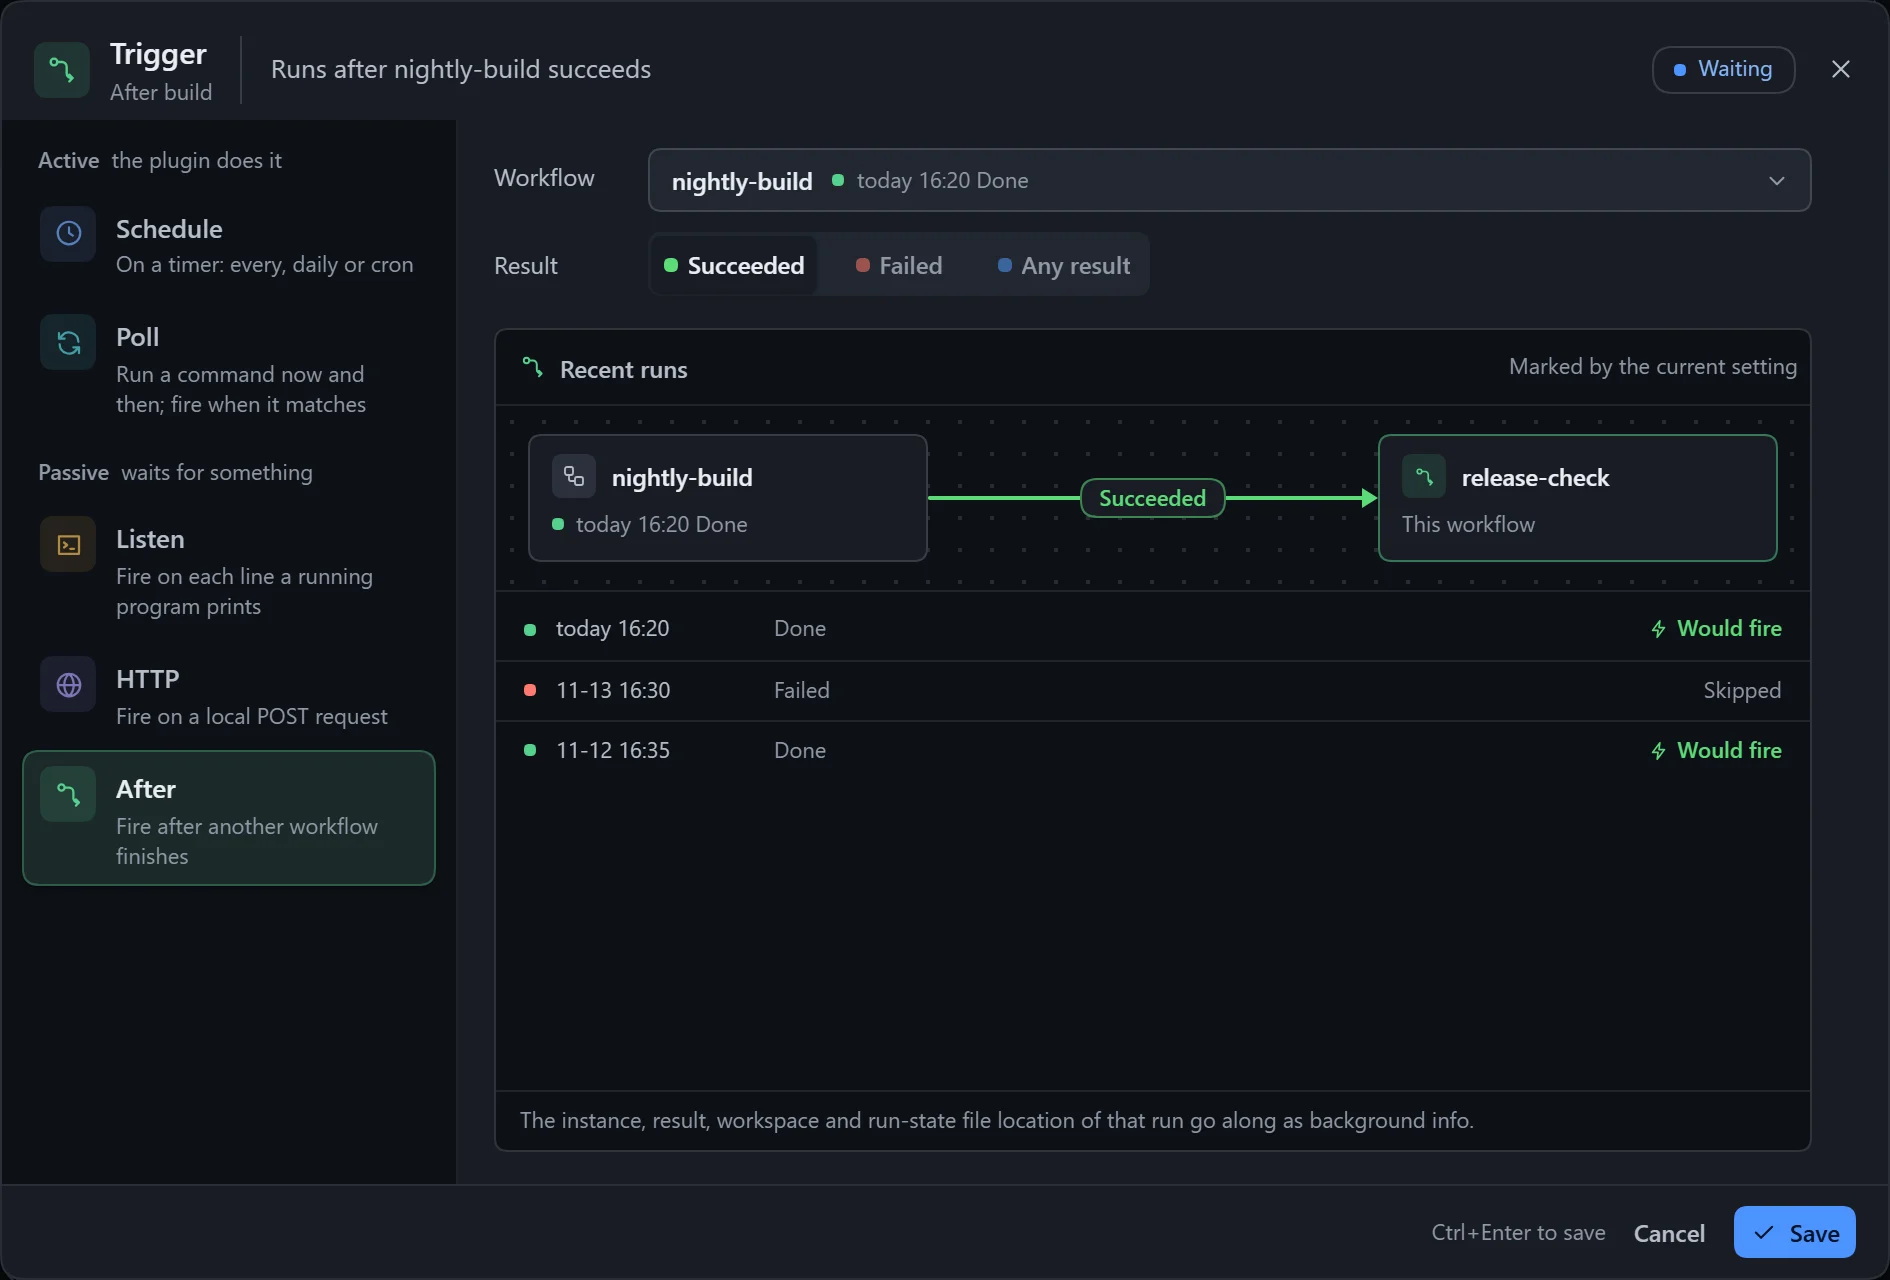 Trigger
After build
Runs after nightly-build succeeds
Waiting
Active the plugin does it
Schedule
On a timer: every, daily or cron
Poll
Run a command now and
then; fire when it matches
Passive waits for something
Listen
Fire on each line a running
program prints
HTTP
Fire on a local POST request
After
Fire after another workflow
finishes
Workflow
nightly-build today 16:20 Done
Result
Succeeded
Failed
Any result
Recent runs
Marked by the current setting
nightly-build
today 16:20 Done
Succeeded
release-check
This workflow
today 16:20 Done Would fire
11-13 16:30 Failed Skipped
11-12 16:35 Done Would fire
The instance, result, workspace and run-state file location of that run go along as background info.
Ctrl+Enter to save
Cancel
Save